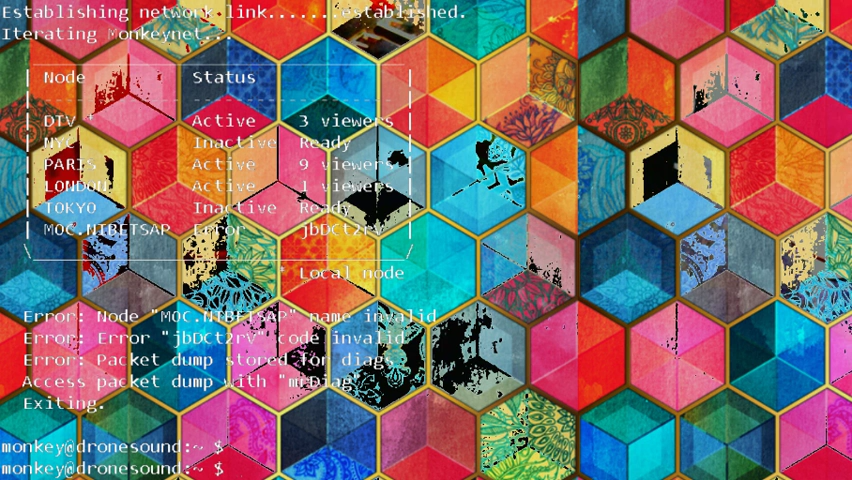 Establishing network link.......established.
Iterating Monkeynet...
Node Status
DTV * Active 3 viewers
NYC Inactive Ready
PARIS Active 9 viewers
LONDON Active 1 viewers
TOKYO Inactive Ready
MOC.NIBETSAP Error jbDCt2rV
* Local node
Error: Node "MOC.NIBETSAP" name invalid
Error: Error "jbDCt2rV" code invalid
Error: Packet dump stored for diags
Access packet dump with "mrDiag"
Exiting.
monkey@dronesound:~ $
monkey@dronesound:~ $